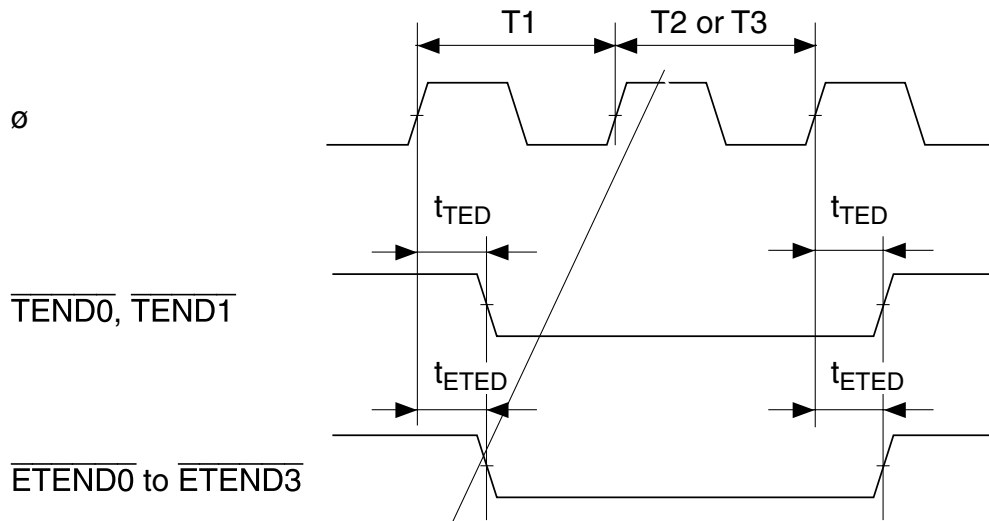 T1 T2 or T3
ø
tTED tTED
TEND0, TEND1
tETED tETED
ETEND0 to ETEND3